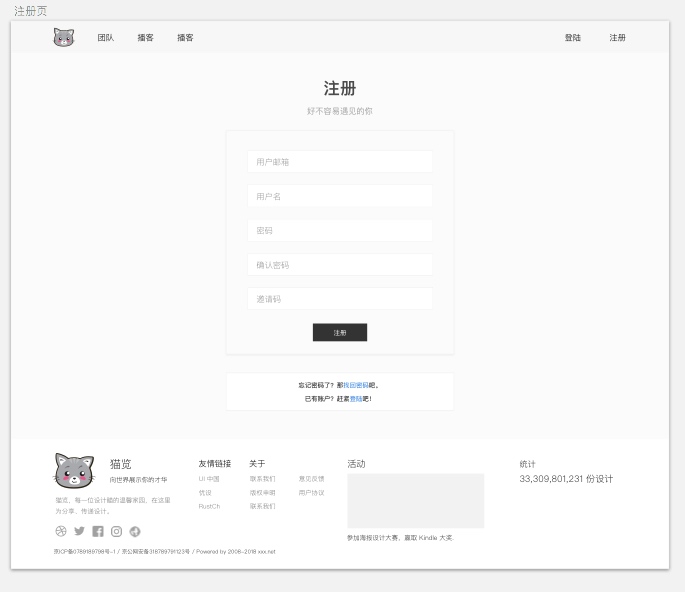 注册页
团队 播客 播客 登陆 注册
注册
好不容易遇见的你
用户邮箱
用户名
密码
确认密码
邀请码
注册
忘记密码了？那找回密码吧。
已有账户？赶紧登陆吧！
猫览
向世界展示你的才华
猫览，有一位设计猫的温馨家园，在这里
为分享，传递设计。
友情链接
UI 中国
优设
RustCh
关于
联系我们 意见反馈
版权申明 用户协议
联系我们
活动
参加海报设计大赛，赢取 Kindle 大奖.
统计
33,309,801,231 份设计
京ICP备0789189798号-1 / 京公网安备318789791123号 / Powered by 2008-2018 xxx.net